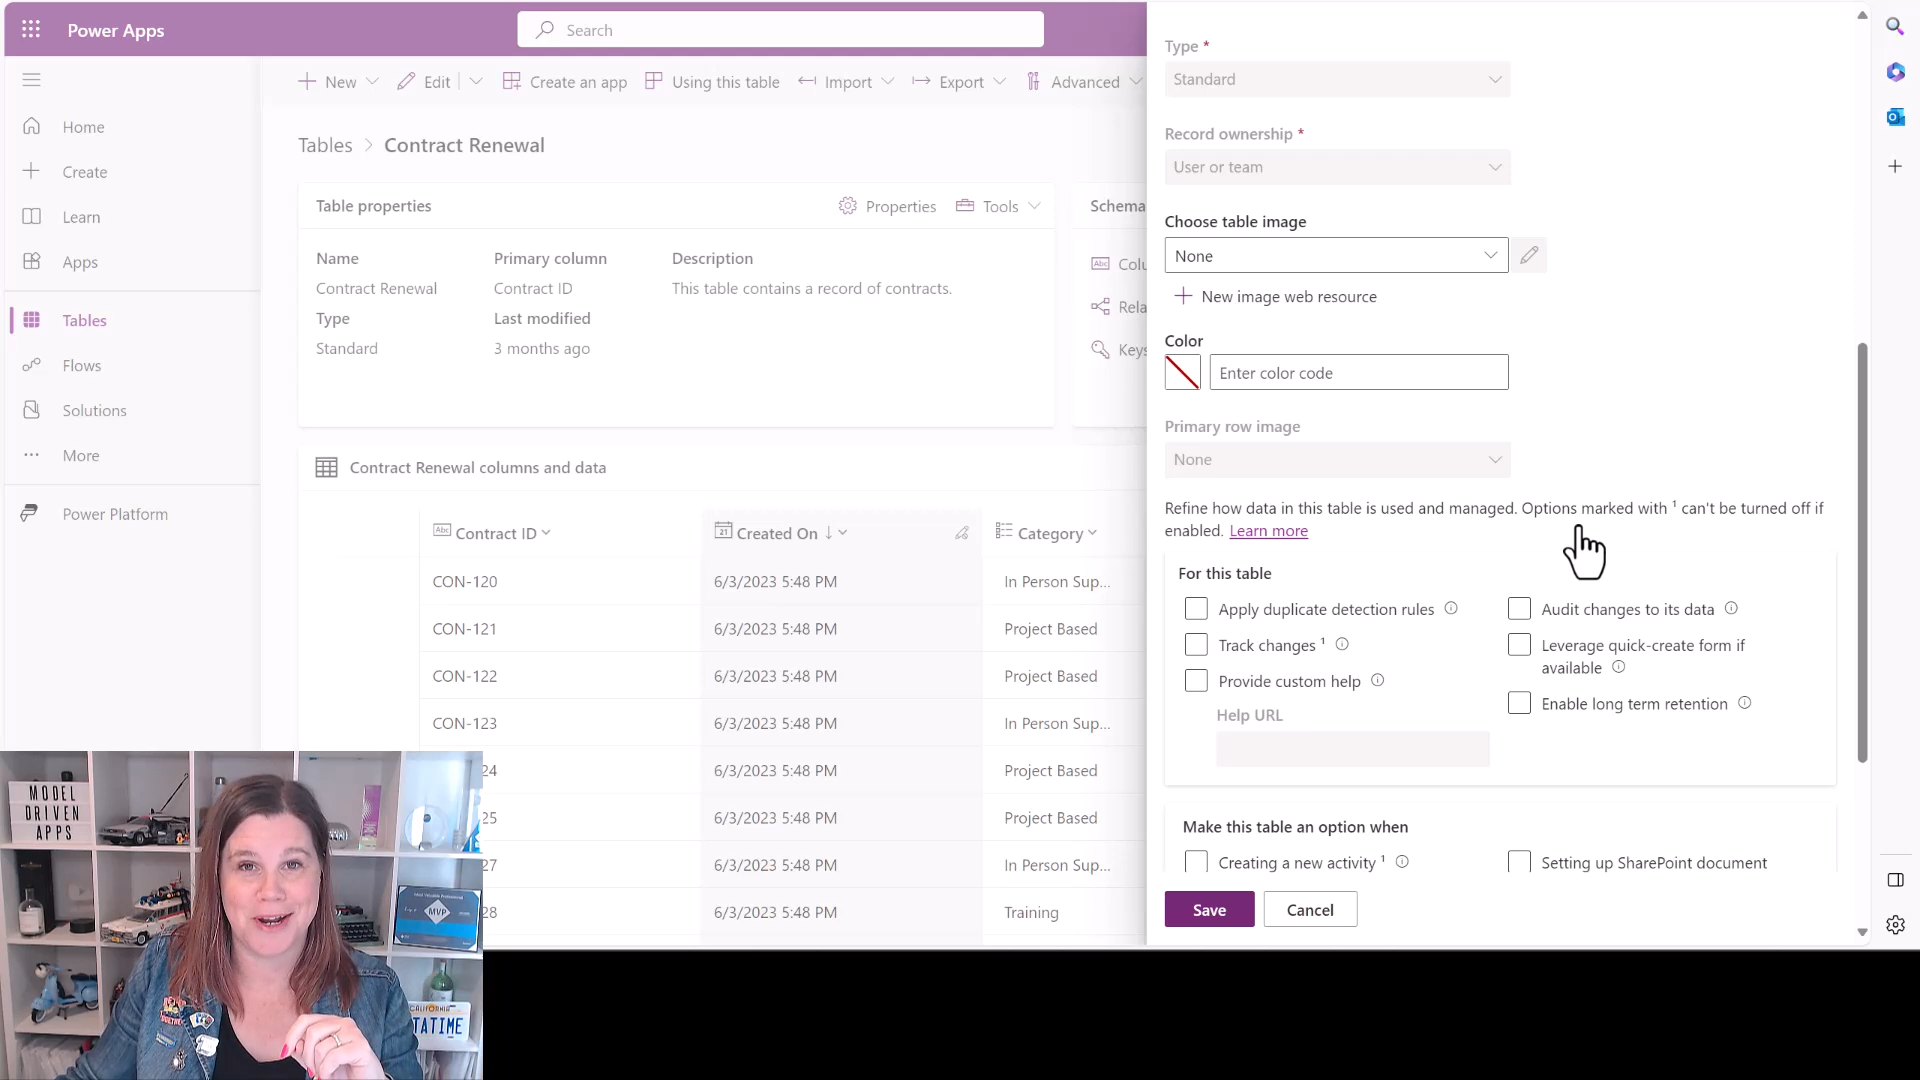 Power Apps
Search
New
Edit
Create an app
Using this table
Import
Export
Advanced
Home
Create
Learn
Apps
Tables
Flows
Solutions
More
Power Platform
Tables > Contract Renewal
Table properties
Properties
Tools
Schema
Name
Primary column
Description
Contract Renewal
Contract ID
This table contains a record of contracts.
Type
Last modified
Standard
3 months ago
Colu
Rela
Keys
Contract Renewal columns and data
Abc Contract ID
21 Created On ↓
Category
CON-120 6/3/2023 5:48 PM In Person Sup...
CON-121 6/3/2023 5:48 PM Project Based
CON-122 6/3/2023 5:48 PM Project Based
CON-123 6/3/2023 5:48 PM In Person Sup...
24 6/3/2023 5:48 PM Project Based
25 6/3/2023 5:48 PM Project Based
27 6/3/2023 5:48 PM In Person Sup...
28 6/3/2023 5:48 PM Training
Type *
Standard
Record ownership *
User or team
Choose table image
None
New image web resource
Color
Enter color code
Primary row image
None
Refine how data in this table is used and managed. Options marked with ¹ can't be turned off if
enabled. Learn more
For this table
Apply duplicate detection rules
Track changes ¹
Provide custom help
Help URL
Audit changes to its data
Leverage quick-create form if
available
Enable long term retention
Make this table an option when
Creating a new activity ¹
Setting up SharePoint document
Save
Cancel
MODEL
DRIVEN
APPS
MVP
CALIFORNIA
TATIME